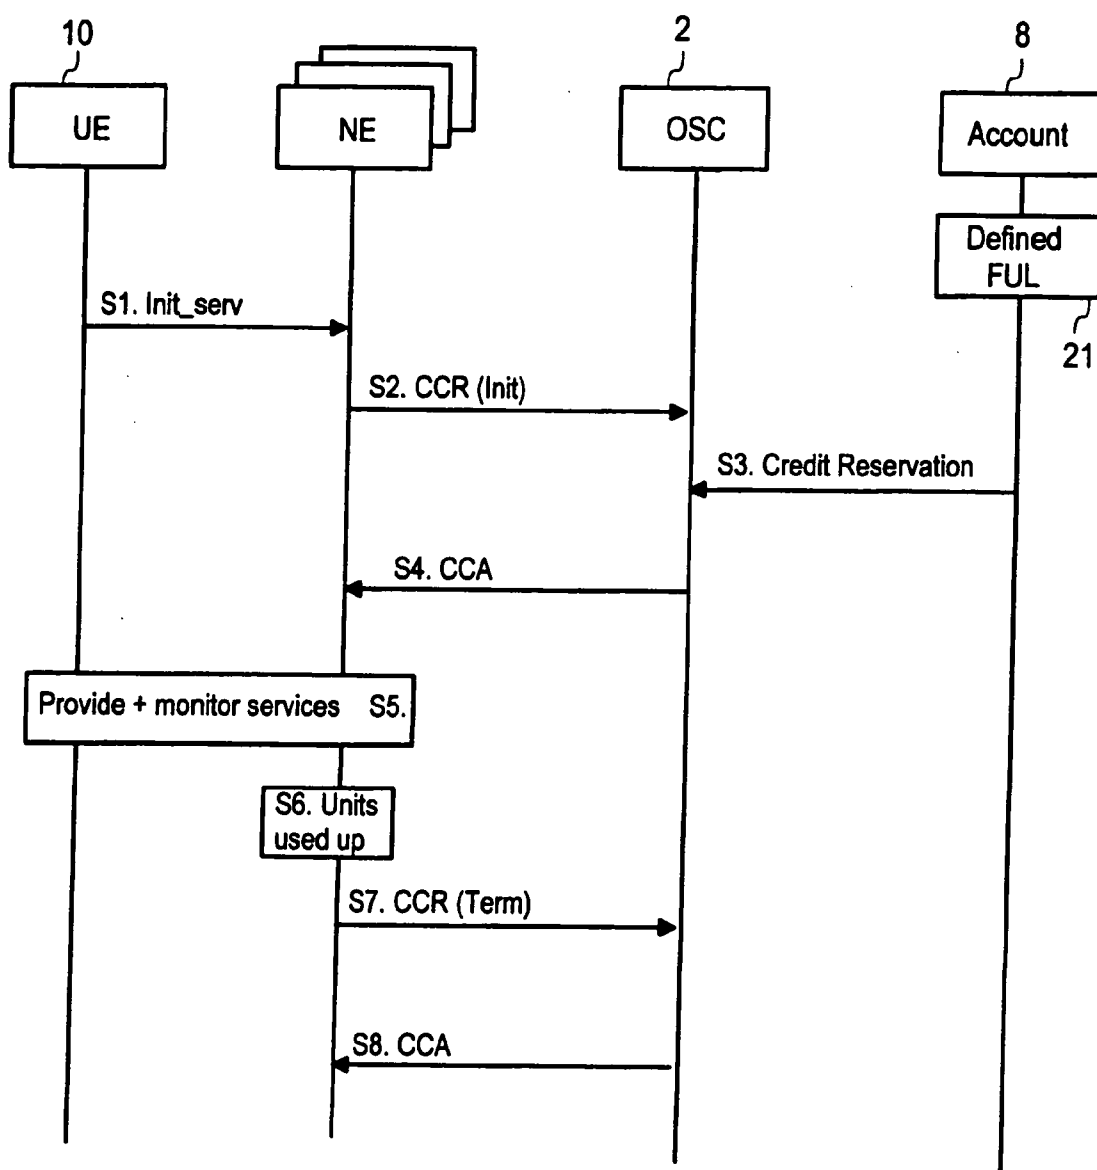 10
2
8
UE
NE
OSC
Account
Defined
FUL
21
S1. Init_serv
S2. CCR (Init)
S3. Credit Reservation
S4. CCA
Provide + monitor services S5.
S6. Units
used up
S7. CCR (Term)
S8. CCA